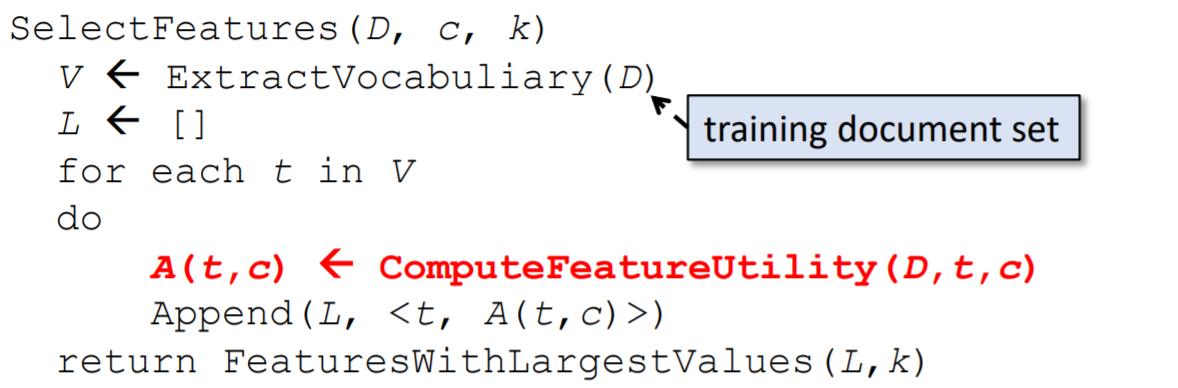 SelectFeatures(D, c, k)
V ← ExtractVocabuliary(D)
L ← []
training document set
for each t in V
do
A(t,c) ← ComputeFeatureUtility(D,t,c)
Append(L, <t, A(t,c)>)
return FeaturesWithLargestValues(L,k)